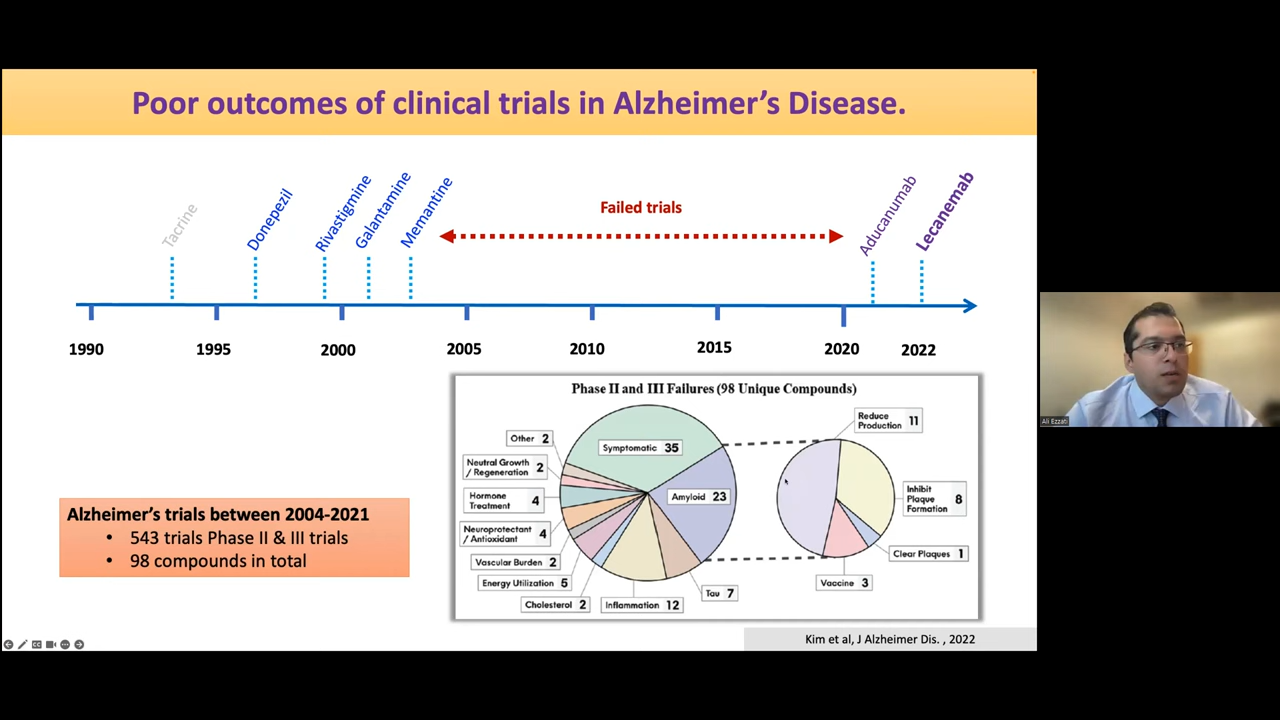 Poor outcomes of clinical trials in Alzheimer's Disease.
Tacrine
Donepezil
Rivastigmine
Galantamine
Memantine
Failed trials
Aducanumab
Lecanemab
1990
1995
2000
2005
2010
2015
2020
2022
Phase II and III Failures (98 Unique Compounds)
Symptomatic 35
Amyloid 23
Tau 7
Inflammation 12
Cholesterol 2
Energy Utilization 5
Vascular Burden 2
Neuroprotectant
/ Antioxidant 4
Hormone
Treatment 4
Neutral Growth
/ Regeneration 2
Other 2
Reduce
Production 11
Inhibit
Plaque
Formation 8
Clear Plaques 1
Vaccine 3
Alzheimer's trials between 2004-2021
• 543 trials Phase II & III trials
• 98 compounds in total
Kim et al, J Alzheimer Dis. , 2022
Ali Ezzati